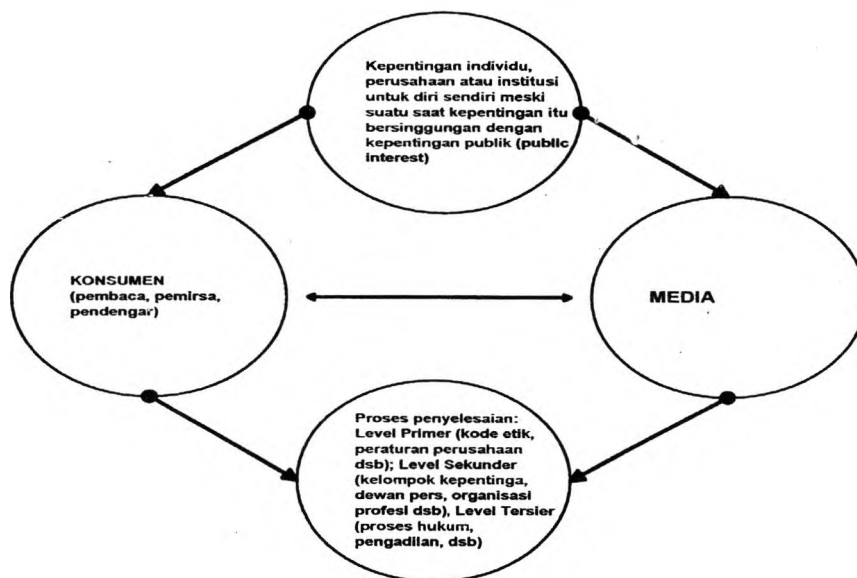 Kepentingan individu,
perusahaan atau institusi
untuk diri sendiri meski
suatu saat kepentingan itu
bersinggungan dengan
kepentingan publik (public
interest)
KONSUMEN
(pembaca, pemirsa,
pendengar)
MEDIA
Proses penyelesaian:
Level Primer (kode etik,
peraturan perusahaan
dsb); Level Sekunder
(kelompok kepentinga,
dewan pers, organisasi
profesi dsb), Level Tersier
(proses hukum,
pengadilan, dsb)